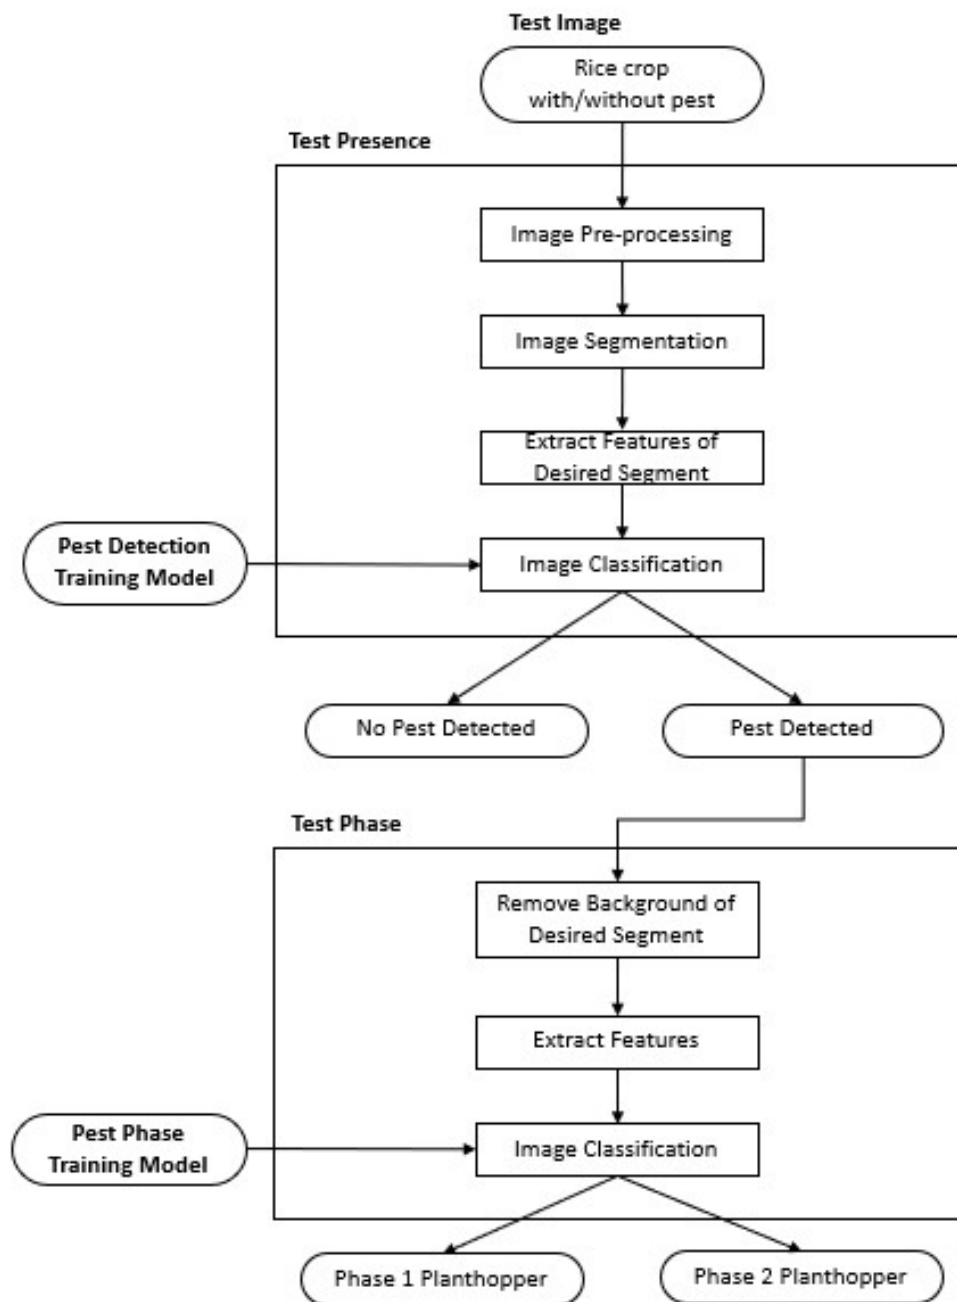 Test Image
Rice crop
with/without pest
Test Presence
Image Pre-processing
Image Segmentation
Extract Features of
Desired Segment
Pest Detection
Training Model
Image Classification
No Pest Detected
Pest Detected
Test Phase
Remove Background of
Desired Segment
Extract Features
Pest Phase
Training Model
Image Classification
Phase 1 Planthopper
Phase 2 Planthopper